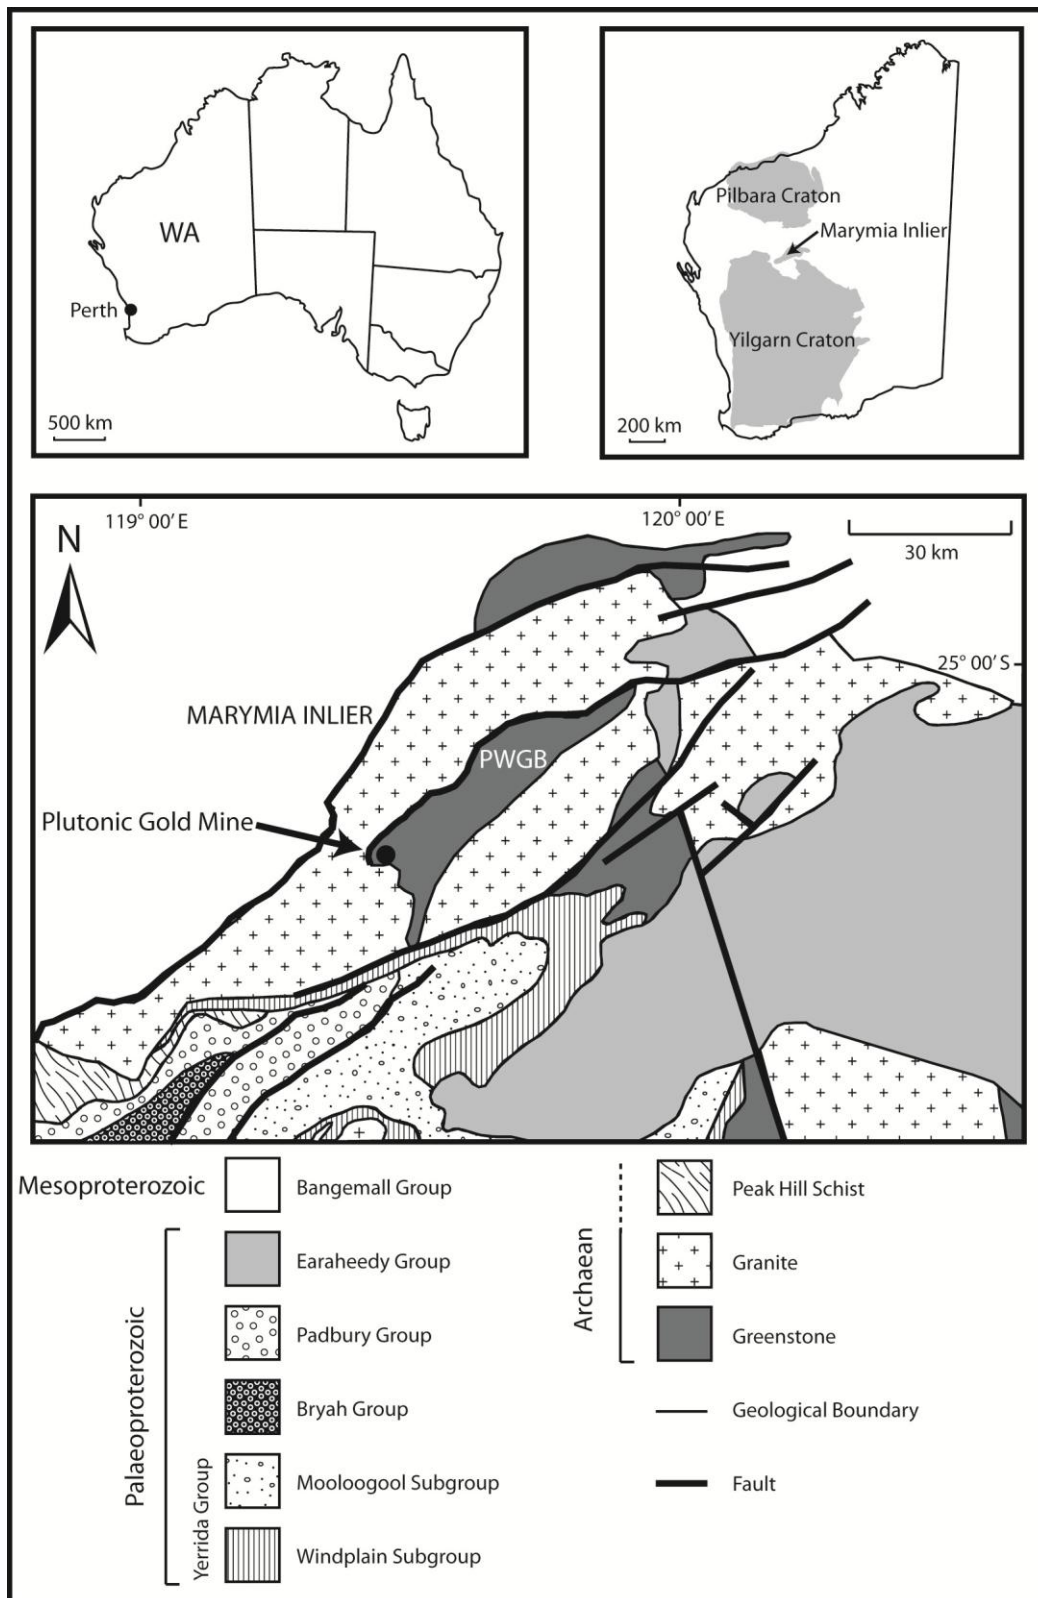 WA
Perth
500 km
Pilbara Craton
Marymia Inlier
Yilgarn Craton
200 km
119° 00′ E
120° 00′ E
N
30 km
25° 00′ S
MARYMIA INLIER
PWGB
Plutonic Gold Mine
Mesoproterozoic
Bangemall Group
Palaeoproterozoic
Earaheedy Group
Padbury Group
Bryah Group
Yerrida Group
Mooloogool Subgroup
Windplain Subgroup
Archaean
Peak Hill Schist
Granite
Greenstone
Geological Boundary
Fault